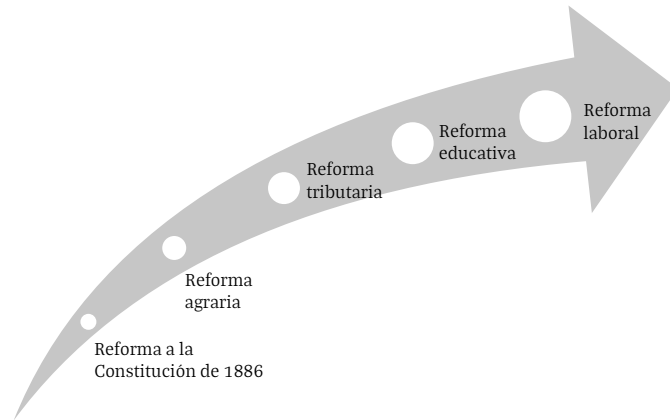 Reforma
laboral
Reforma
educativa
Reforma
tributaria
Reforma
agraria
Reforma a la
Constitución de 1886